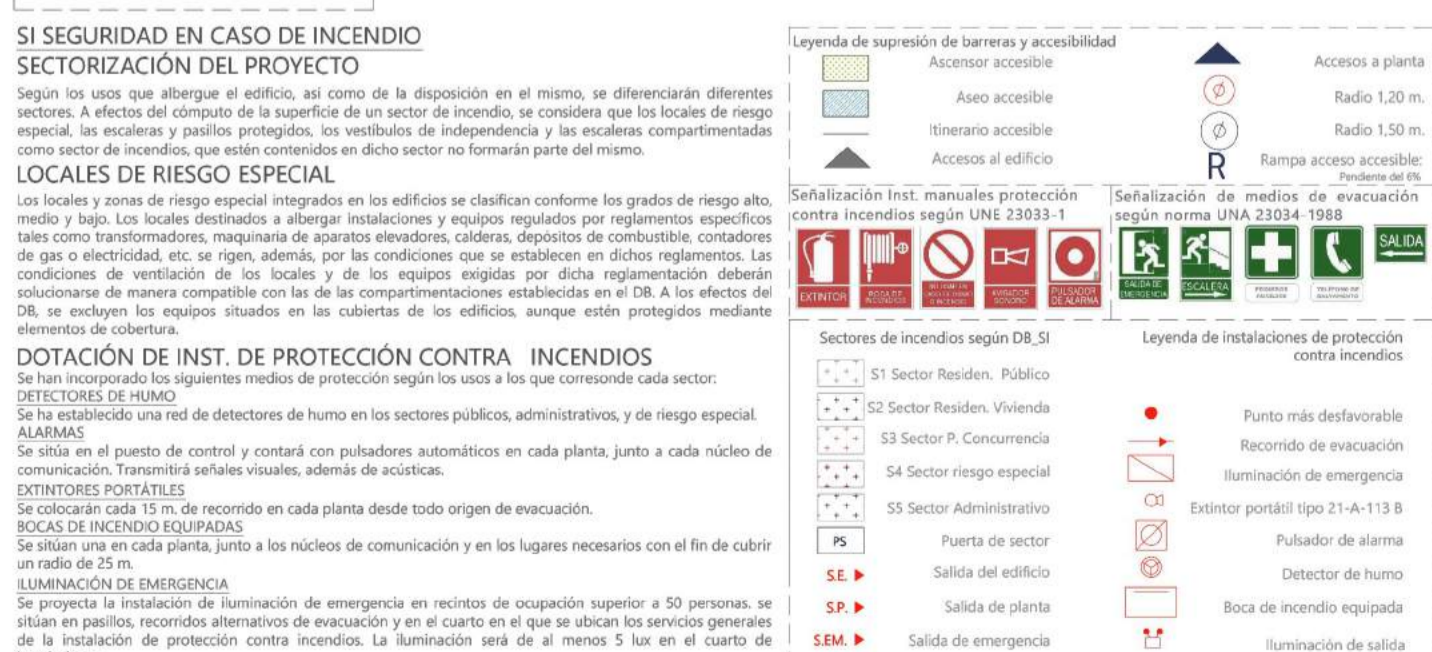 SI SEGURIDAD EN CASO DE INCENDIO
SECTORIZACIÓN DEL PROYECTO
Según los usos que albergue el edificio, así como de la disposición en el mismo, se diferenciarán diferentes
sectores. A efectos del cómputo de la superficie de un sector de incendio, se considera que los locales de riesgo
especial, las escaleras y pasillos protegidos, los vestíbulos de independencia y las escaleras compartimentadas
como sector de incendios, que estén contenidos en dicho sector no formarán parte del mismo.
LOCALES DE RIESGO ESPECIAL
Los locales y zonas de riesgo especial integrados en los edificios se clasifican conforme los grados de riesgo alto,
medio y bajo. Los locales destinados a albergar instalaciones y equipos regulados por reglamentos específicos
tales como transformadores, maquinaria de aparatos elevadores, calderas, depósitos de combustible, contadores
de gas o electricidad, etc. se rigen, además, por las condiciones que se establecen en dichos reglamentos. Las
condiciones de ventilación de los locales y de los equipos exigidas por dicha reglamentación deberán
solucionarse de manera compatible con las de las compartimentaciones establecidas en el DB. A los efectos del
DB, se excluyen los equipos situados en las cubiertas de los edificios, aunque estén protegidos mediante
elementos de cobertura.
DOTACIÓN DE INST. DE PROTECCIÓN CONTRA INCENDIOS
Se han incorporado los siguientes medios de protección según los usos a los que corresonde cada sector:
DETECTORES DE HUMO
Se ha establecido una red de detectores de humo en los sectores públicos, administrativos, y de riesgo especial.
ALARMAS
Se sitúa en el puesto de control y contará con pulsadores automáticos en cada planta, junto a cada núcleo de
comunicación. Transmitirá señales visuales, además de acústicas.
EXTINTORES PORTÁTILES
Se colocarán cada 15 m. de recorrido en cada planta desde todo origen de evacuación.
BOCAS DE INCENDIO EQUIPADAS
Se sitúan una en cada planta, junto a los núcleos de comunicación y en los lugares necesarios con el fin de cubrir
un radio de 25 m.
ILUMINACIÓN DE EMERGENCIA
Se proyecta la instalación de iluminación de emergencia en recintos de ocupación superior a 50 personas. se
sitúan en pasillos, recorridos alternativos de evacuación y en el cuarto en el que se ubican los servicios generales
de la instalación de protección contra incendios. La iluminación será de al menos 5 lux en el cuarto de
Leyenda de supresión de barreras y accesibilidad
Ascensor accesible
Aseo accesible
Itinerario accesible
Accesos al edificio
Accesos a planta
Radio 1,20 m.
Radio 1,50 m.
R Rampa acceso accesible:
Pendiente del 6%
Señalización Inst. manuales protección
contra incendios según UNE 23033-1
EXTINTOR
BOCA DE
INCENDIOS
AVISADOR
SONORO
PULSADOR
DE ALARMA
Señalización de medios de evacuación
según norma UNA 23034-1988
SALIDA DE
EMERGENCIA
ESCALERA
PRIMEROS
AUXILIOS
TELÉFONO DE
SALIDA
Sectores de incendios según DB_SI
S1 Sector Residen. Público
S2 Sector Residen. Vivienda
S3 Sector P. Concurrencia
S4 Sector riesgo especial
S5 Sector Administrativo
PS Puerta de sector
S.E. Salida del edificio
S.P. Salida de planta
S.EM. Salida de emergencia
Leyenda de instalaciones de protección
contra incendios
Punto más desfavorable
Recorrido de evacuación
Iluminación de emergencia
Extintor portátil tipo 21-A-113 B
Pulsador de alarma
Detector de humo
Boca de incendio equipada
Iluminación de salida